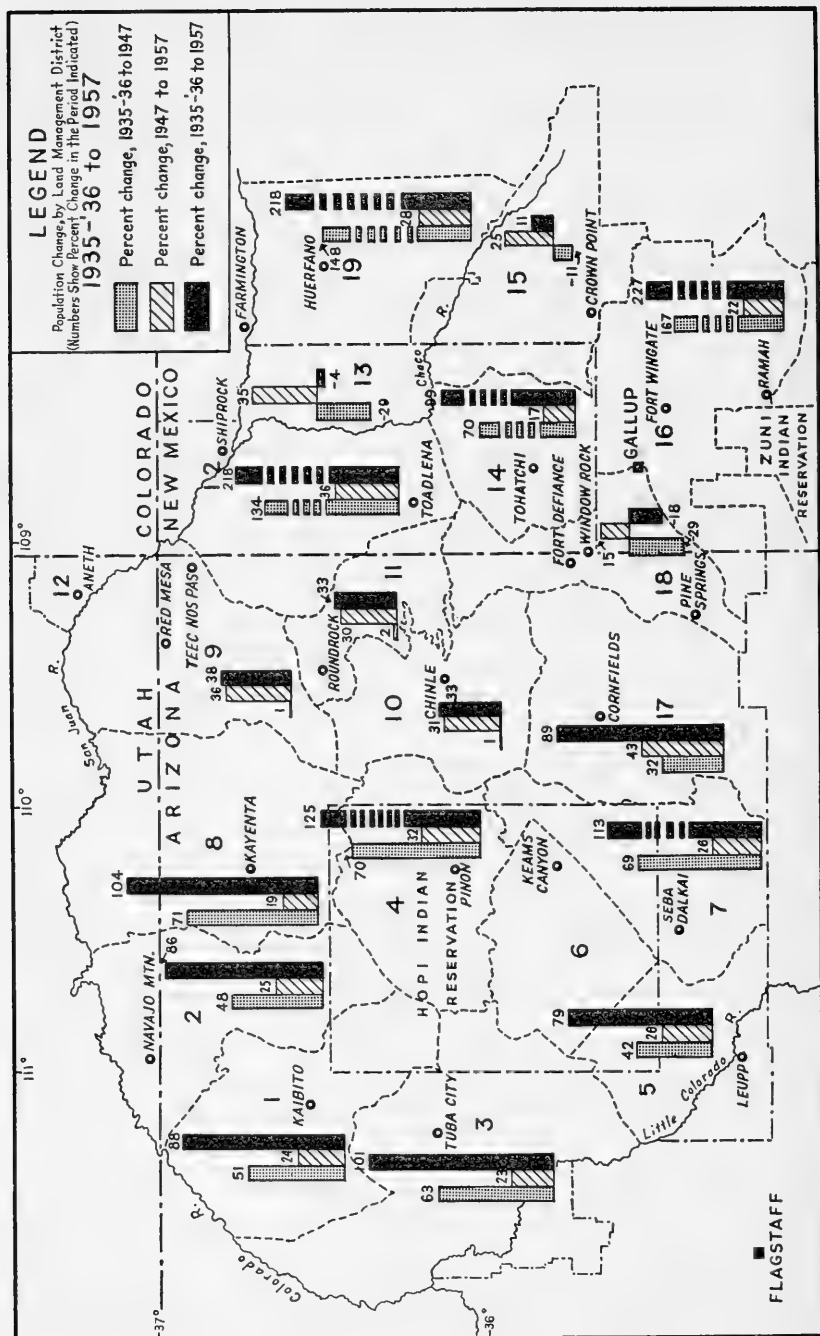 LEGEND
Population Change, by Land Management District
(Numbers Show Percent Change in the Period Indicated)
1935-'36 to 1957
Percent change, 1935-'36 to 1947
Percent change, 1947 to 1957
Percent change, 1935-'36 to 1957
111°
110°
109°
37°
36°
UTAH
ARIZONA
COLORADO
NEW MEXICO
San Juan R.
Colorado R.
Little Colorado R.
Chaco R.
NAVAJO MTN.
2
48
25
86
1
KAIBITO
51
24
88
3
TUBA CITY
63
23
101
8
KAYENTA
71
19
104
HOPI INDIAN
RESERVATION
4
PINON
70
32
125
KEAMS
CANYON
6
5
LEUPP
42
26
79
7
SEBA
DALKAI
69
26
113
FLAGSTAFF
12
ANETH
RED MESA
TEEC NOS PAS
9
1
36
38
ROUNDROCK
11
2
30
33
10
CHINLE
1
31
33
17
CORNFIELDS
32
43
89
SHIPROCK
12
134
36
218
TOADLENA
13
-29
35
-4
FARMINGTON
HUERFANO
19
148
28
218
14
TOHATCHI
70
17
99
FORT DEFIANCE
WINDOW ROCK
15
-11
25
11
CROWN POINT
GALLUP
FORT WINGATE
16
167
22
227
RAMAH
ZUNI
INDIAN
RESERVATION
18
PINE
SPRINGS
-29
15
-18